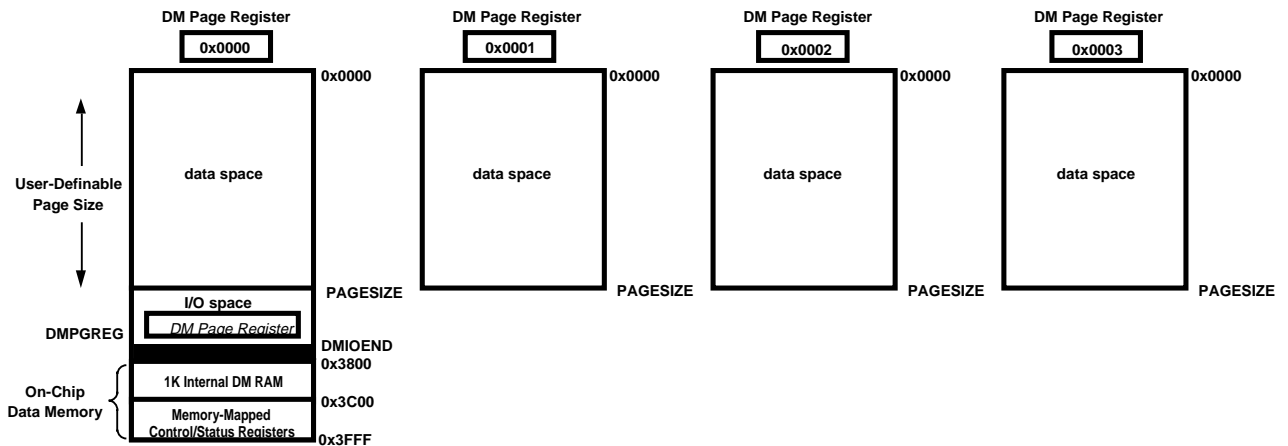 DM Page Register
0x0000
DM Page Register
0x0001
DM Page Register
0x0002
DM Page Register
0x0003
0x0000
0x0000
0x0000
0x0000
User-Definable
Page Size
data space
data space
data space
data space
PAGESIZE
PAGESIZE
PAGESIZE
PAGESIZE
I/O space
DM Page Register
DMPGREG
DMIOEND
0x3800
On-Chip
Data Memory
1K Internal DM RAM
0x3C00
Memory-Mapped
Control/Status Registers
0x3FFF